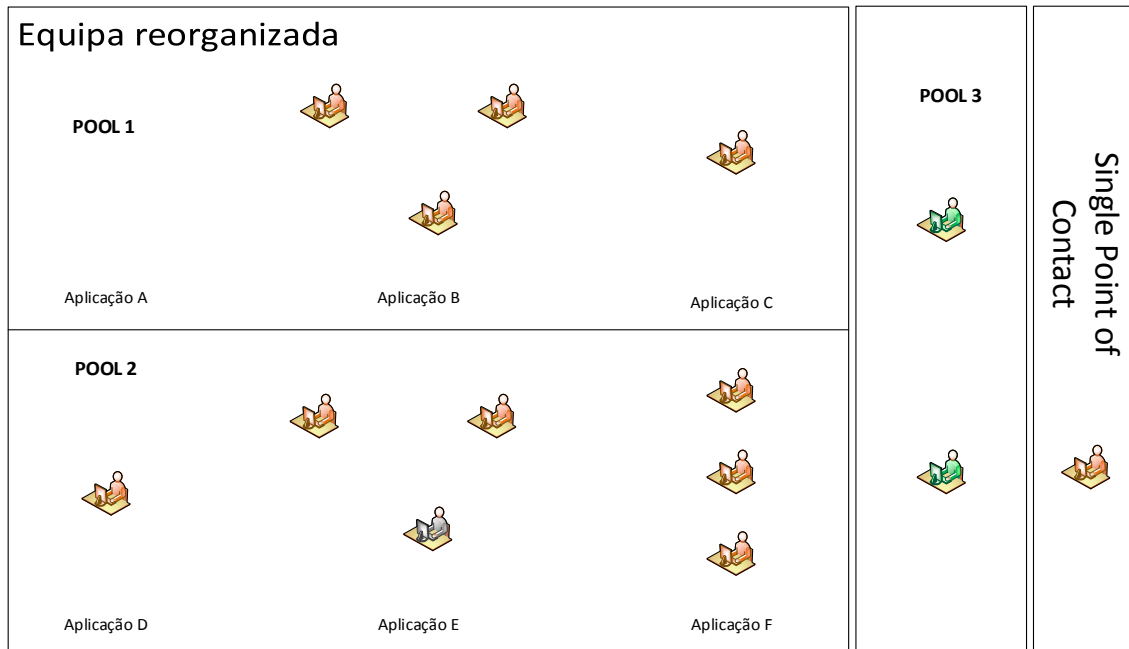 Equipa reorganizada
POOL 1
Aplicação A
Aplicação B
Aplicação C
POOL 2
Aplicação D
Aplicação E
Aplicação F
POOL 3
Single Point of
Contact